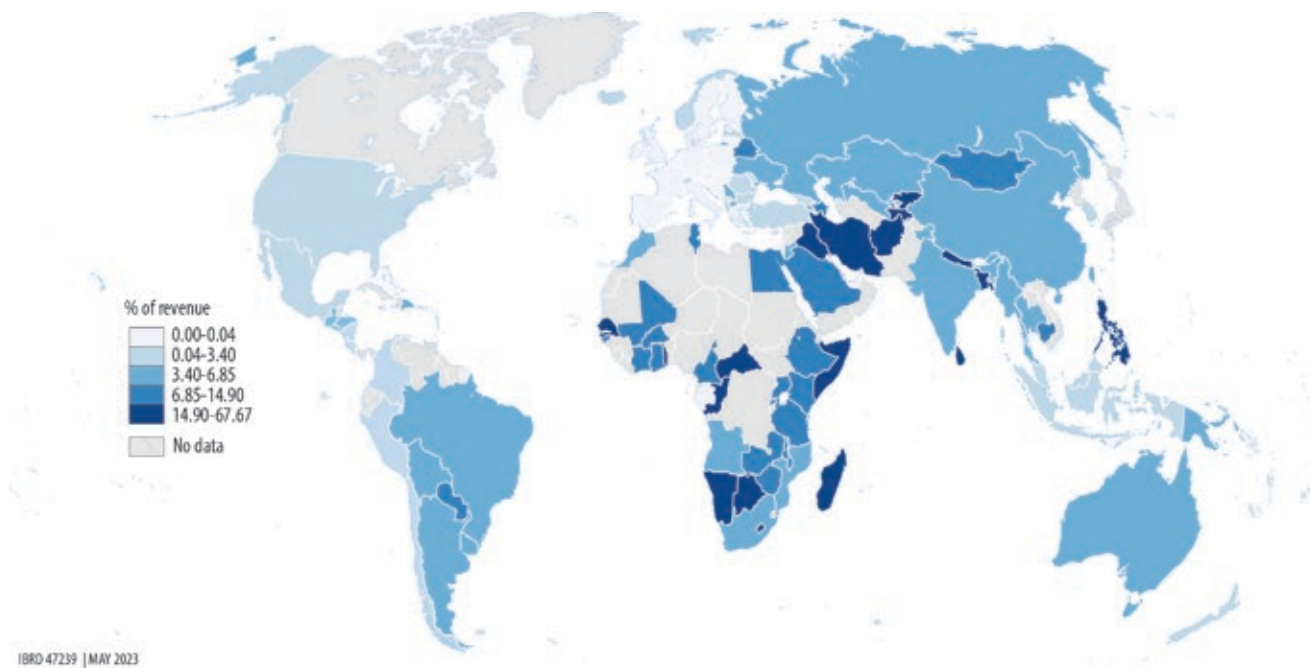 % of revenue
0.00-0.04
0.04-3.40
3.40-6.85
6.85-14.90
14.90-67.67
No data
IBRD 47239 | MAY 2023